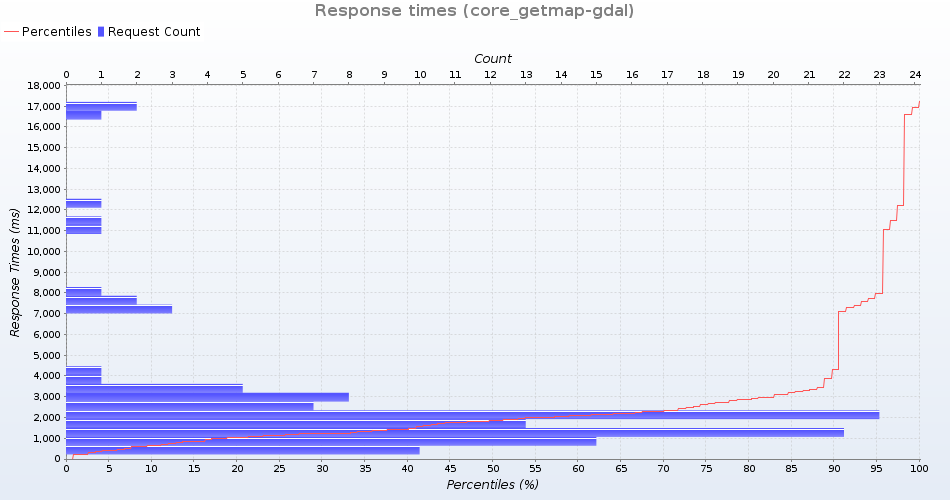 Response times (core_getmap-gdal)
Percentiles Request Count
Count
0 1 2 3 4 5 6 7 8 9 10 11 12 13 14 15 16 17 18 19 20 21 22 23 24
18,000
17,000
16,000
15,000
14,000
13,000
12,000
11,000
10,000
9,000
8,000
7,000
6,000
5,000
4,000
3,000
2,000
1,000
0
Response Times (ms)
0 5 10 15 20 25 30 35 40 45 50 55 60 65 70 75 80 85 90 95 100
Percentiles (%)